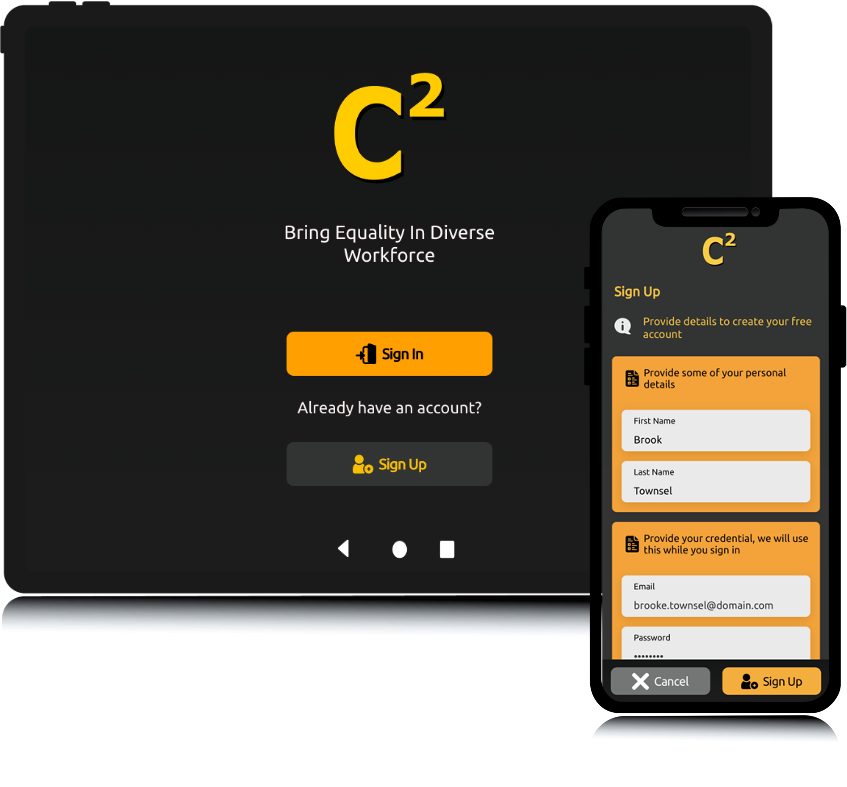 C²
Bring Equality In Diverse
Workforce
Sign In
Already have an account?
Sign Up
C²
Sign Up
Provide details to create your free
account
Provide some of your personal
details
First Name
Brook
Last Name
Townsel
Provide your credential, we will use
this while you sign in
Email
brooke.townsel@domain.com
Password
••••••••
Cancel
Sign Up